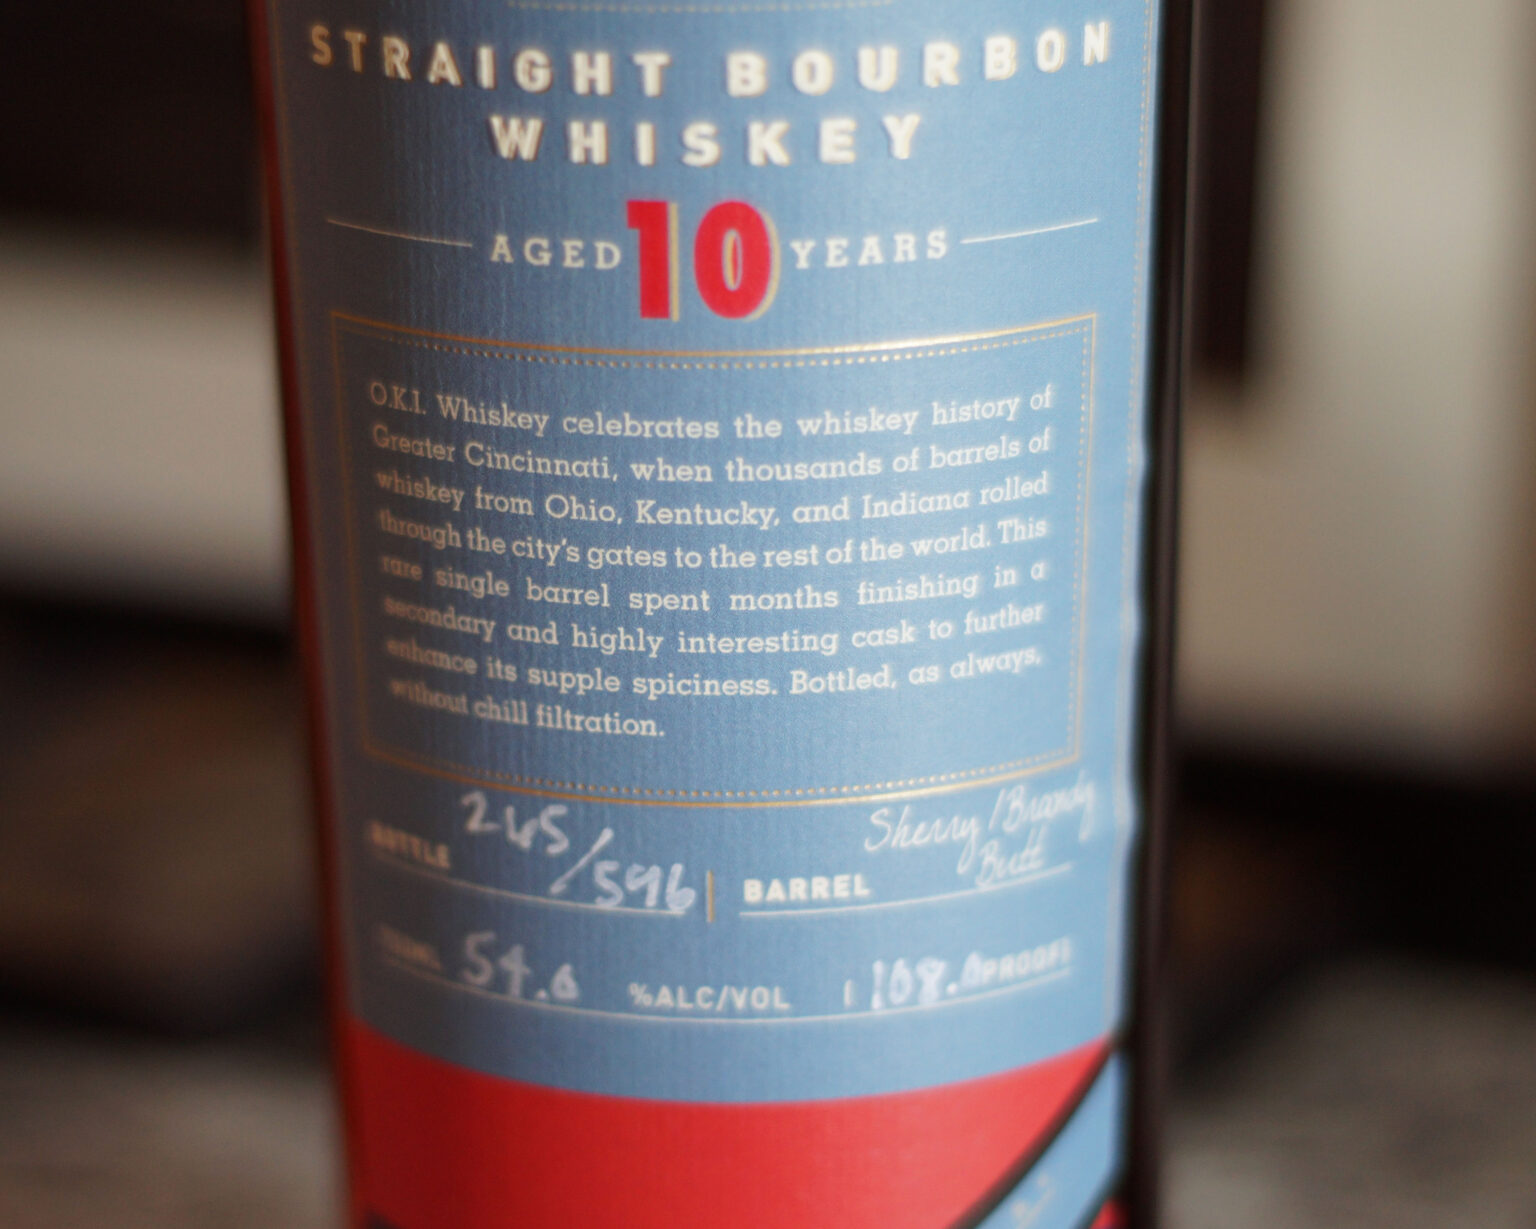 STRAIGHT BOURBON
WHISKEY
AGED 10 YEARS
O.K.I. Whiskey celebrates the whiskey history of
Greater Cincinnati, when thousands of barrels of
whiskey from Ohio, Kentucky, and Indiana rolled
through the city's gates to the rest of the world. This
rare single barrel spent months finishing in a
secondary and highly interesting cask to further
enhance its supple spiciness. Bottled, as always,
without chill filtration.
BOTTLE 245/596 | BARREL Sherry/Brandy
Butt
54.0 %ALC/VOL | 108.0 PROOF